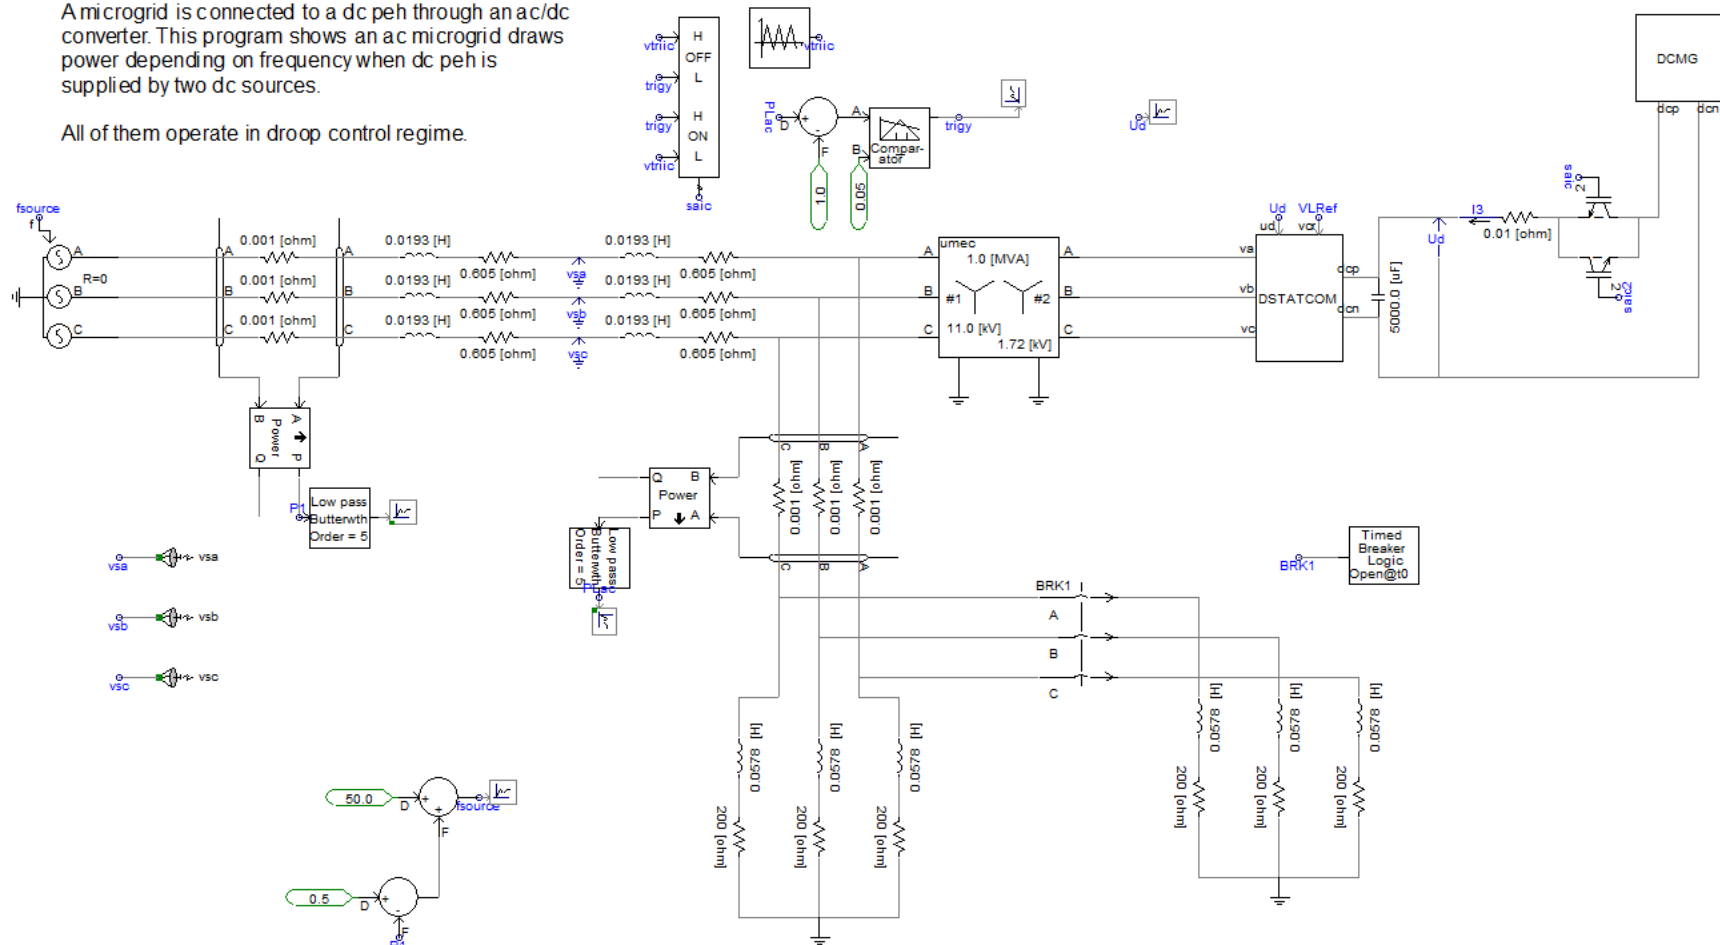 A microgrid is connected to a dc peh through an ac/dc
converter. This program shows an ac microgrid draws
power depending on frequency when dc peh is
supplied by two dc sources.
All of them operate in droop control regime.
vtriic
H
OFF
trigy
L
trigy
H
ON
vtriic
L
saic
vtriic
PLac
D
+
-
F
1.0
A
B
0.05
Compar-
ator
trigy
Ud
DCMG
dcp
dcn
saic
2
I3
0.01 [ohm]
2
saic2
Ud
5000.0 [uF]
Ud
VLRef
ud
vcr
va
vb
vc
DSTATCOM
dcp
dcn
fsource
f
A
B
C
R=0
A
B
C
0.001 [ohm]
0.001 [ohm]
0.001 [ohm]
A
B
C
0.0193 [H]
0.0193 [H]
0.0193 [H]
0.605 [ohm]
0.605 [ohm]
0.605 [ohm]
vsa
vsb
vsc
0.0193 [H]
0.0193 [H]
0.0193 [H]
0.605 [ohm]
0.605 [ohm]
0.605 [ohm]
A
B
C
umec
1.0 [MVA]
#1
#2
11.0 [kV]
1.72 [kV]
A
B
C
B
A
Power
Q
P
P1
Low pass
Butterwth
Order = 5
vsa
vsa
vsb
vsb
vsc
vsc
C
B
A
0.001 [ohm]
0.001 [ohm]
0.001 [ohm]
Q
B
Power
P
A
Low pass
Butterwth
Order = 5
C
B
A
BRK1
A
B
C
BRK1
Timed
Breaker
Logic
Open@t0
0.0578 [H]
0.0578 [H]
0.0578 [H]
200 [ohm]
200 [ohm]
200 [ohm]
0.0578 [H]
0.0578 [H]
0.0578 [H]
200 [ohm]
200 [ohm]
200 [ohm]
50.0
D
+
+
fsource
F
0.5
D
+
-
F